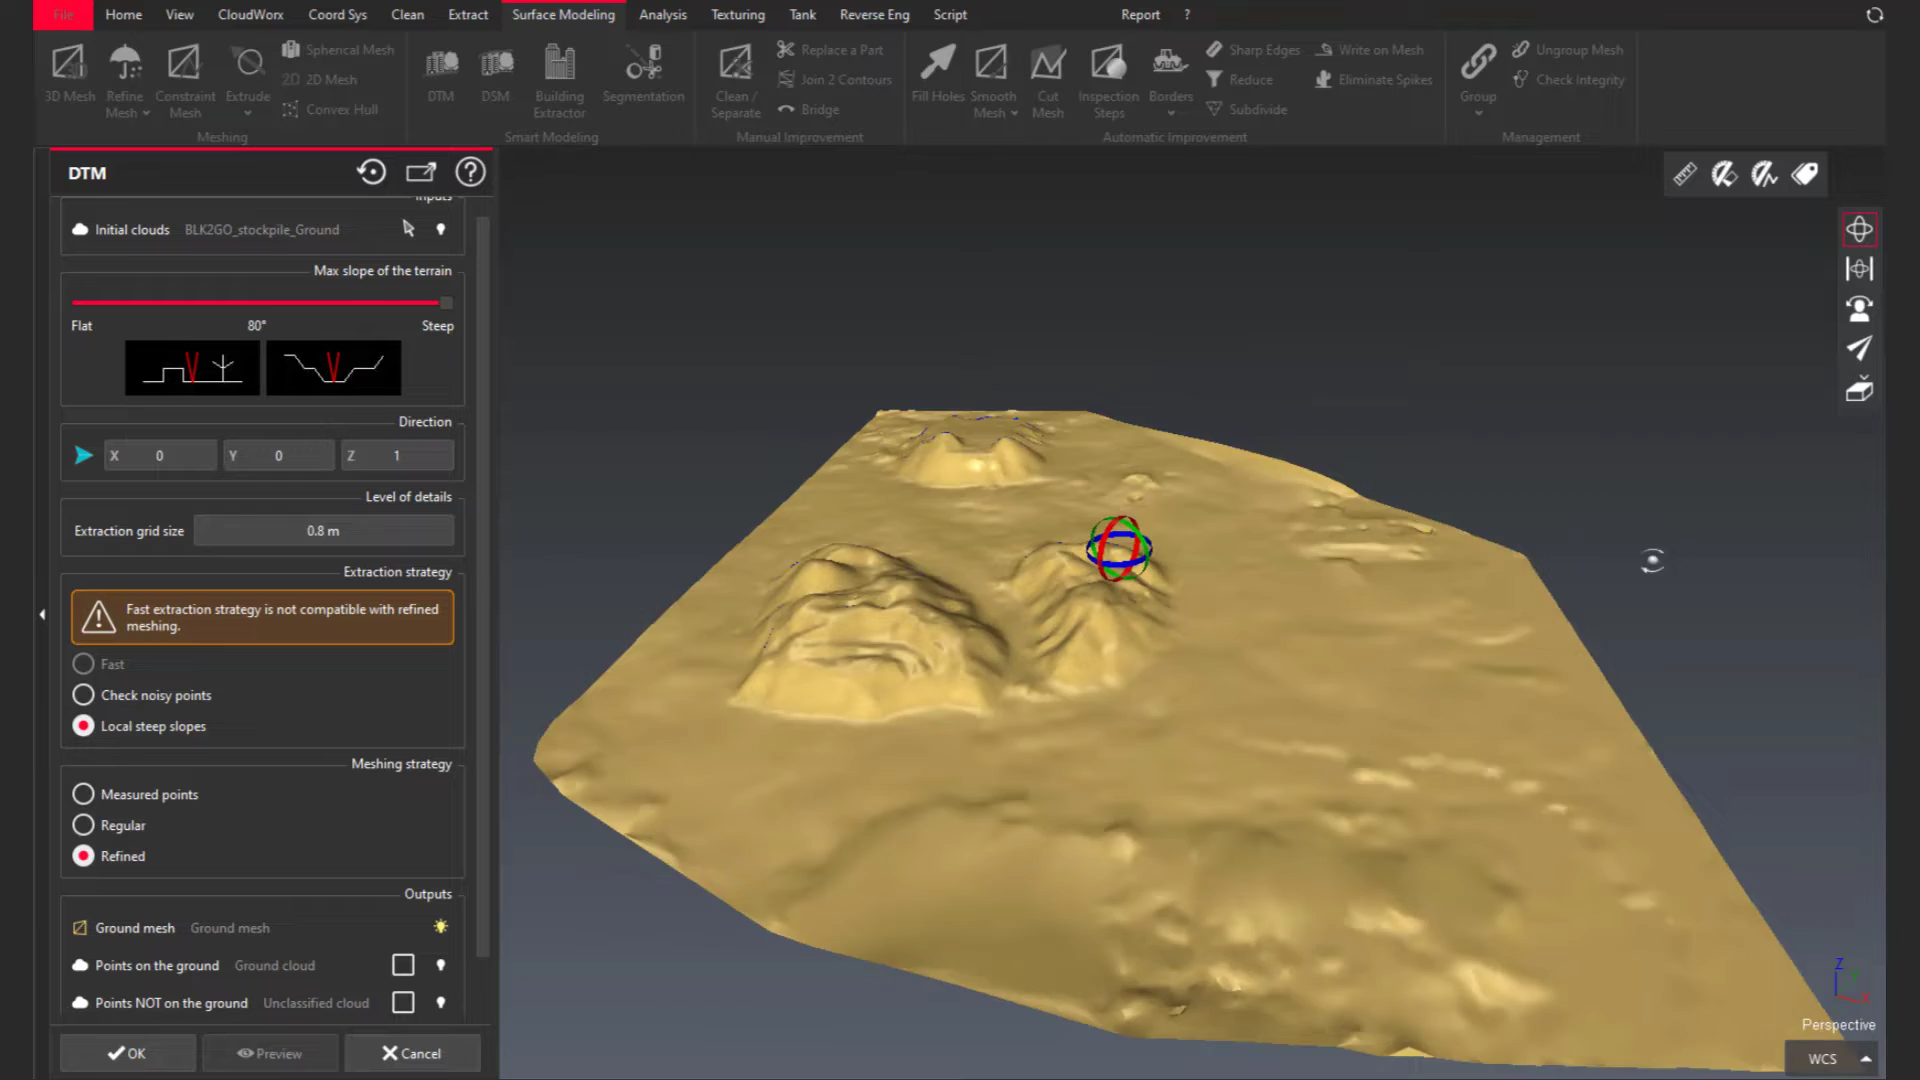 File Home View CloudWorx Coord Sys Clean Extract Surface Modeling Analysis Texturing Tank Reverse Eng Script Report ?
3D Mesh
Refine Mesh
Constraint Mesh
Extrude
Spherical Mesh
2D Mesh
Convex Hull
Meshing
DTM
DSM
Building Extractor
Segmentation
Smart Modeling
Clean / Separate
Replace a Part
Join 2 Contours
Bridge
Manual Improvement
Fill Holes
Smooth Mesh
Cut Mesh
Inspection Steps
Borders
Sharp Edges
Reduce
Subdivide
Write on Mesh
Eliminate Spikes
Automatic Improvement
Group
Ungroup Mesh
Check Integrity
Management
DTM
Inputs
Initial clouds BLK2GO_stockpile_Ground
Max slope of the terrain
Flat 80° Steep
Direction
X 0 Y 0 Z 1
Level of details
Extraction grid size 0.8 m
Extraction strategy
Fast extraction strategy is not compatible with refined
meshing.
Fast
Check noisy points
Local steep slopes
Meshing strategy
Measured points
Regular
Refined
Outputs
Ground mesh Ground mesh
Points on the ground Ground cloud
Points NOT on the ground Unclassified cloud
OK Preview Cancel
Z
X
Perspective
WCS